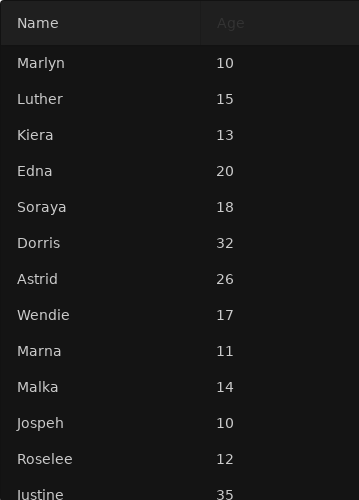 Name Age
Marlyn 10
Luther 15
Kiera 13
Edna 20
Soraya 18
Dorris 32
Astrid 26
Wendie 17
Marna 11
Malka 14
Jospeh 10
Roselee 12
Justine 35